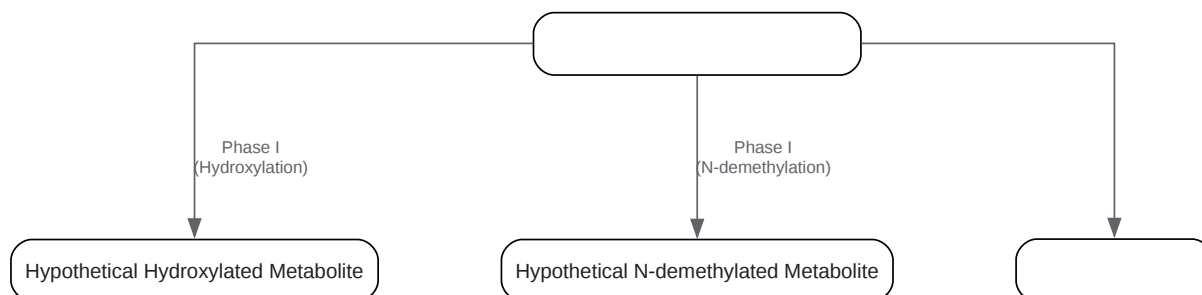 Phase I
(Hydroxylation)
Phase I
(N-demethylation)
Hypothetical Hydroxylated Metabolite
Hypothetical N-demethylated Metabolite